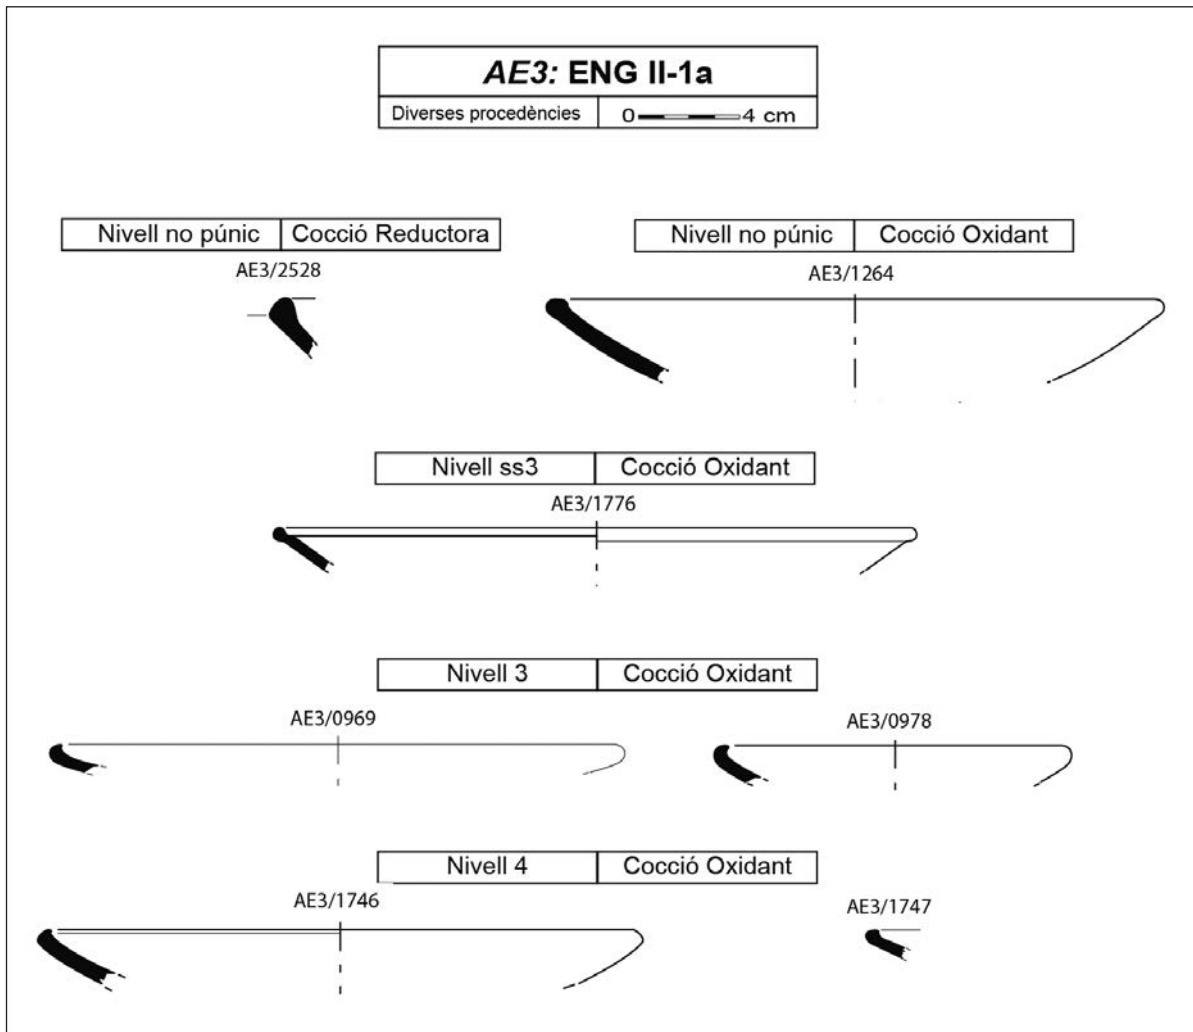 AE3: ENG II-1a
Diverses procedències 0 4 cm
Nivell no púnic Cocció Reductora
AE3/2528
Nivell no púnic Cocció Oxidant
AE3/1264
Nivell ss3 Cocció Oxidant
AE3/1776
Nivell 3 Cocció Oxidant
AE3/0969
AE3/0978
Nivell 4 Cocció Oxidant
AE3/1746
AE3/1747